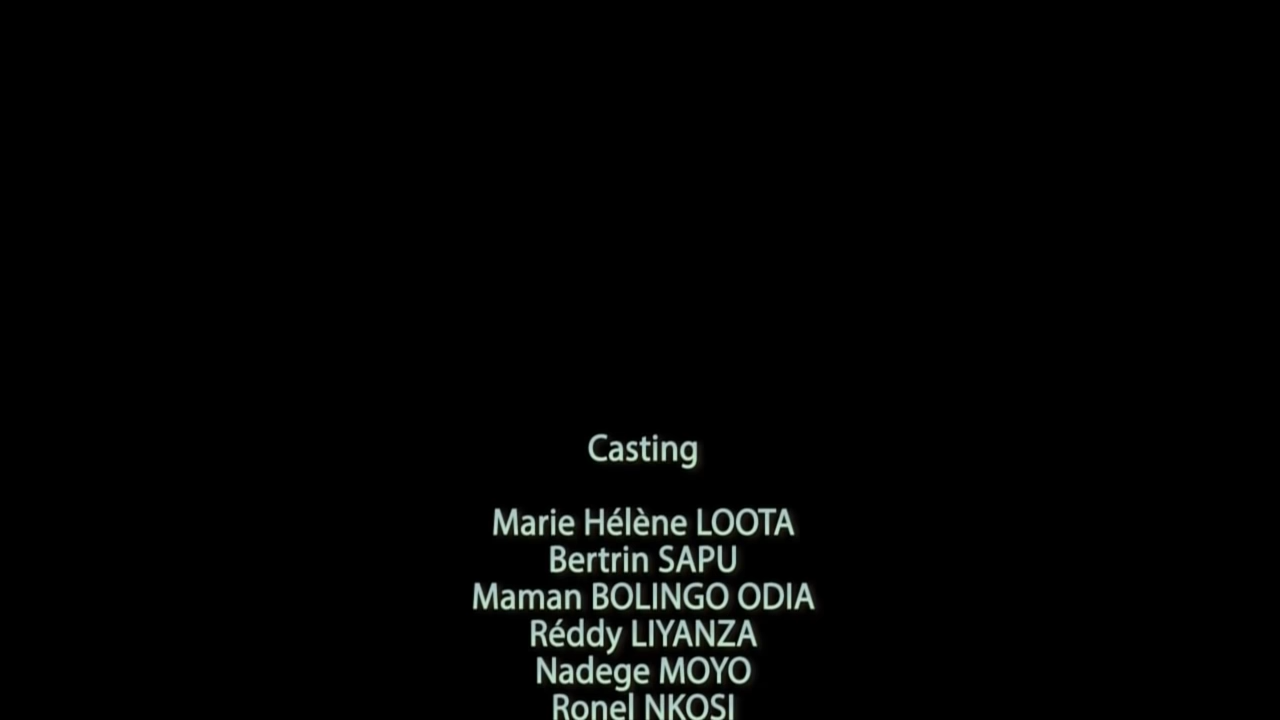 Casting
Marie Hélène LOOTA
Bertrin SAPU
Maman BOLINGO ODIA
Réddy LIYANZA
Nadege MOYO
Ronel NKOSI